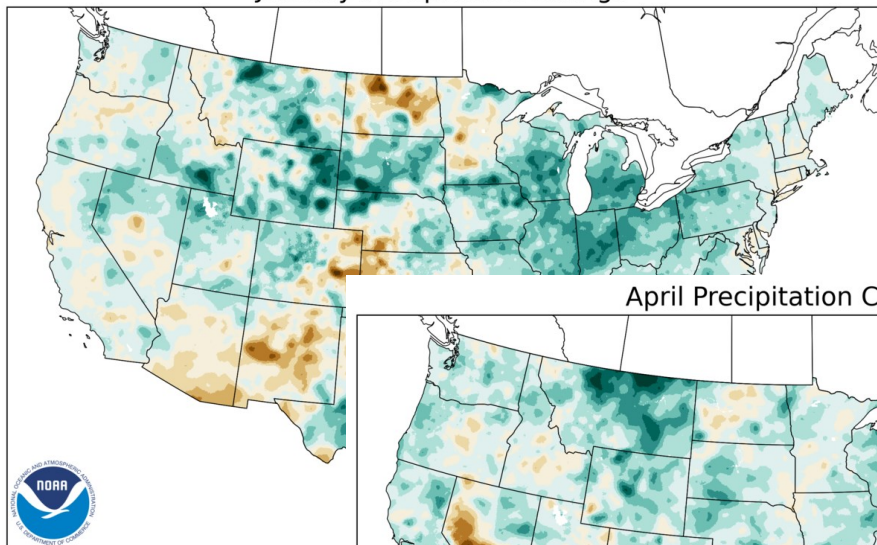 April Precipitation C
NATIONAL OCEANIC AND ATMOSPHERIC ADMINISTRATION
NOAA
U.S. DEPARTMENT OF COMMERCE